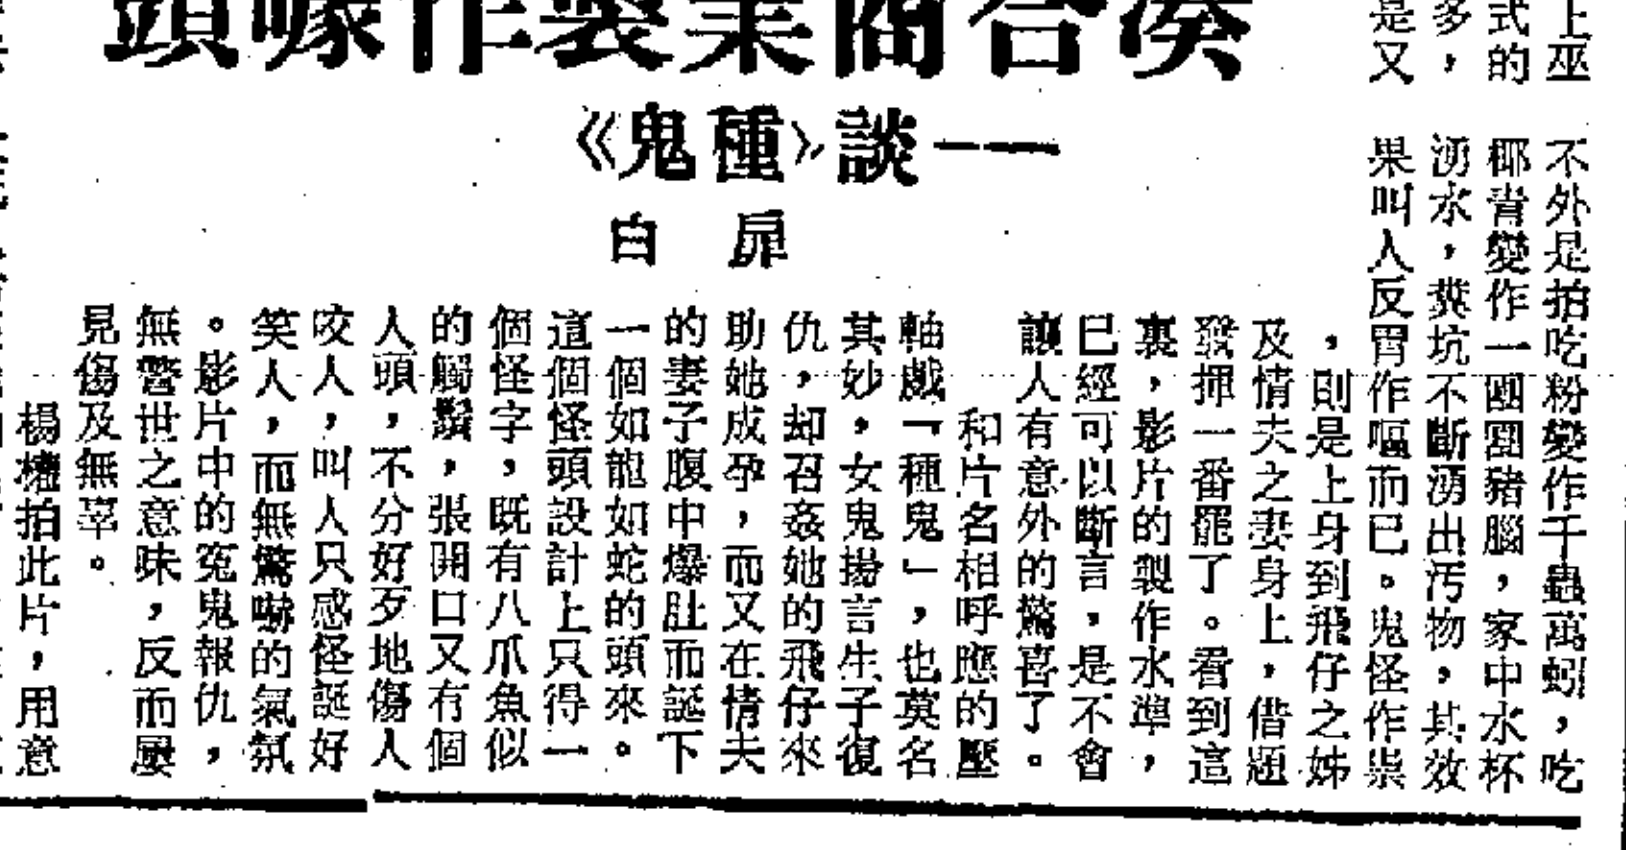 湊合商業製作噱頭
——談《種鬼》
上巫
式的
多，
是又
不外是拍吃粉變作千蟲萬蚓，吃
椰青變作一團團豬腦，家中水杯
湧水，糞坑不斷湧出污物，其效
果叫人反胃作嘔而已。鬼怪作祟
，則是上身到飛仔之姊
及情夫之妻身上，借題
發揮一番罷了。看到這
裏，影片的製作水準，
已經可以斷言，是不會
讓人有意外的驚喜了。
和片名相呼應的壓
軸戲「種鬼」，也莫名
其妙，女鬼揚言生子復
仇，却召姦她的飛仔來
助她成孕，而又在情夫
的妻子腹中爆肚而誕下
一個如龍如蛇的頭來。
這個怪頭設計上只得一
個怪字，既有八爪魚似
的觸鬚，張開口又有個
人頭，不分好歹地傷人
咬人，叫人只感怪誕好
笑人，而無驚嚇的氣氛
。影片中的冤鬼報仇，
無警世之意味，反而屢
見傷及無辜。
楊權拍此片，用意